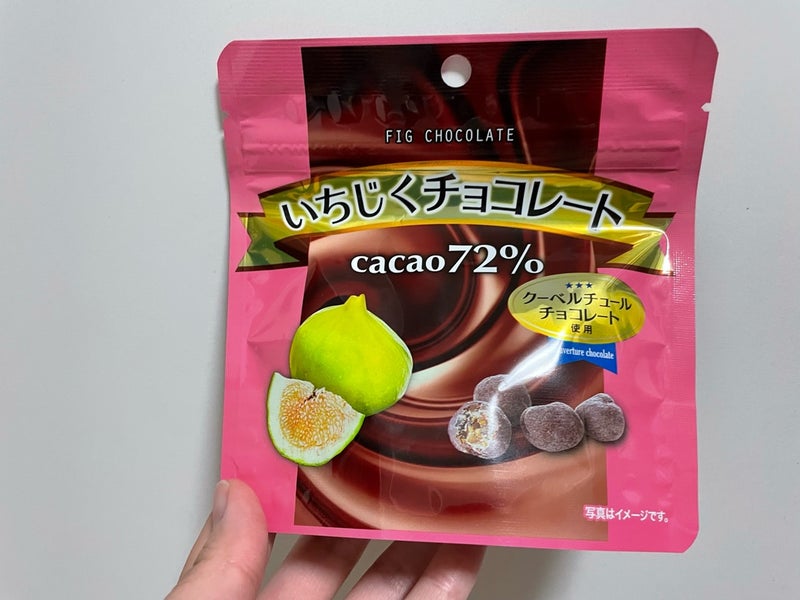 FIG CHOCOLATE
いちじくチョコレート
cacao72%
クーベルチュール
チョコレート
使用
verture chocolate
写真はイメージです。